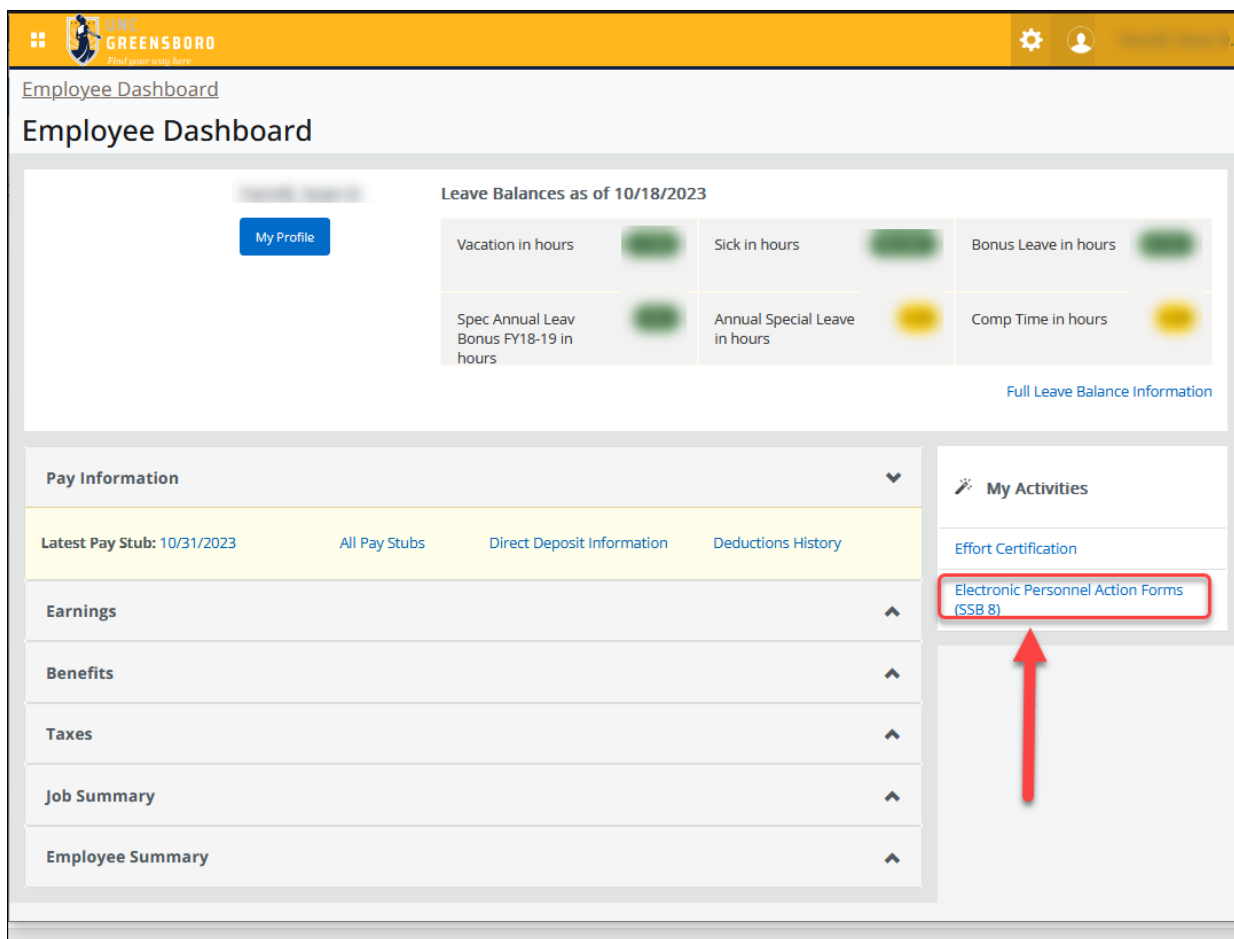 UNC
GREENSBORO
Find your way here
Employee Dashboard
Employee Dashboard
Leave Balances as of 10/18/2023
My Profile
Vacation in hours
Sick in hours
Bonus Leave in hours
Spec Annual Leav
Bonus FY18-19 in
hours
Annual Special Leave
in hours
Comp Time in hours
Full Leave Balance Information
Pay Information
Latest Pay Stub: 10/31/2023 All Pay Stubs Direct Deposit Information Deductions History
Earnings
Benefits
Taxes
Job Summary
Employee Summary
My Activities
Effort Certification
Electronic Personnel Action Forms
(SSB 8)